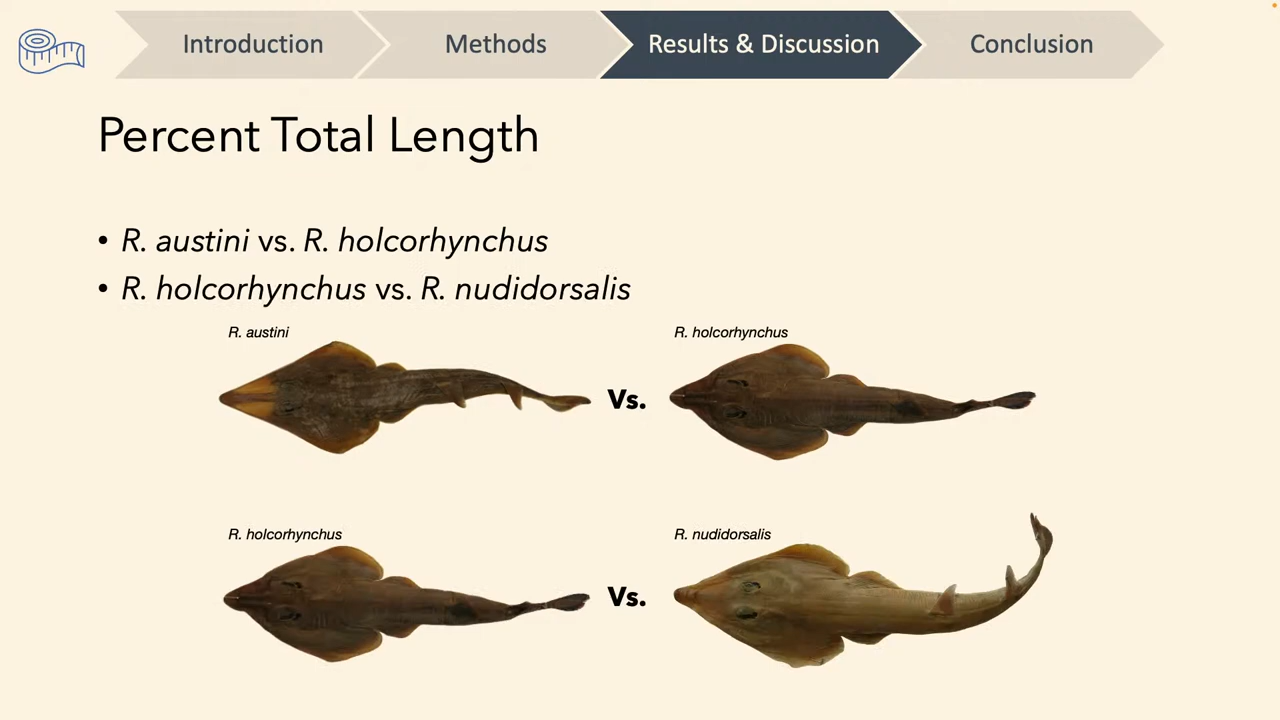 Introduction
Methods
Results & Discussion
Conclusion
Percent Total Length
• R. austini vs. R. holcorhynchus
• R. holcorhynchus vs. R. nudidorsalis
R. austini
R. holcorhynchus
Vs.
R. holcorhynchus
R. nudidorsalis
Vs.